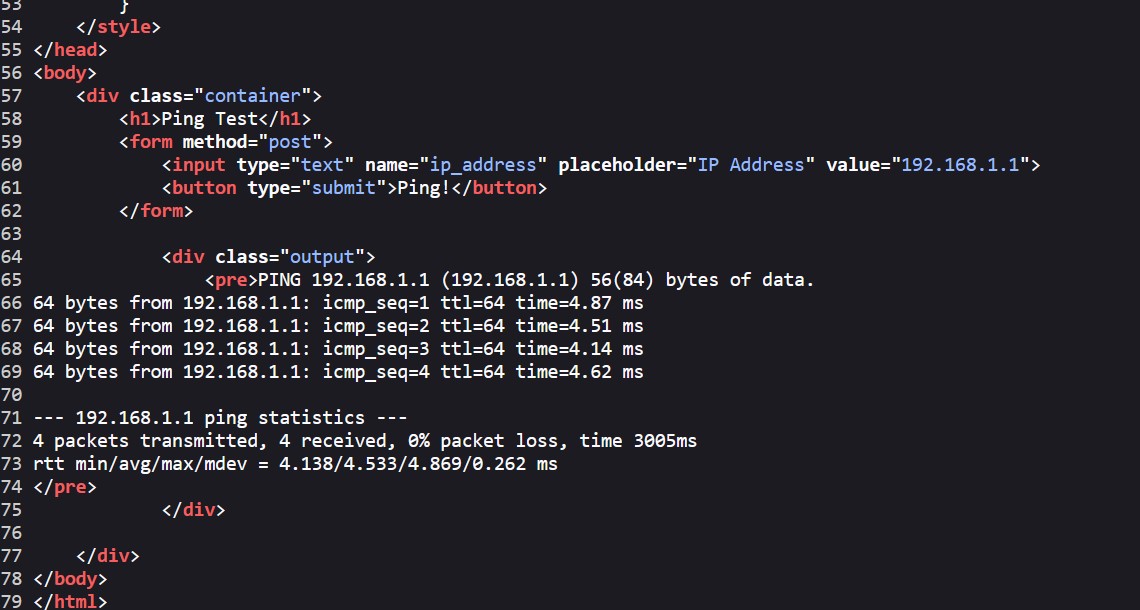 53         }
54     </style>
55 </head>
56 <body>
57     <div class="container">
58         <h1>Ping Test</h1>
59         <form method="post">
60             <input type="text" name="ip_address" placeholder="IP Address" value="192.168.1.1">
61             <button type="submit">Ping!</button>
62         </form>
63
64             <div class="output">
65                 <pre>PING 192.168.1.1 (192.168.1.1) 56(84) bytes of data.
66 64 bytes from 192.168.1.1: icmp_seq=1 ttl=64 time=4.87 ms
67 64 bytes from 192.168.1.1: icmp_seq=2 ttl=64 time=4.51 ms
68 64 bytes from 192.168.1.1: icmp_seq=3 ttl=64 time=4.14 ms
69 64 bytes from 192.168.1.1: icmp_seq=4 ttl=64 time=4.62 ms
70
71 --- 192.168.1.1 ping statistics ---
72 4 packets transmitted, 4 received, 0% packet loss, time 3005ms
73 rtt min/avg/max/mdev = 4.138/4.533/4.869/0.262 ms
74 </pre>
75             </div>
76
77     </div>
78 </body>
79 </html>